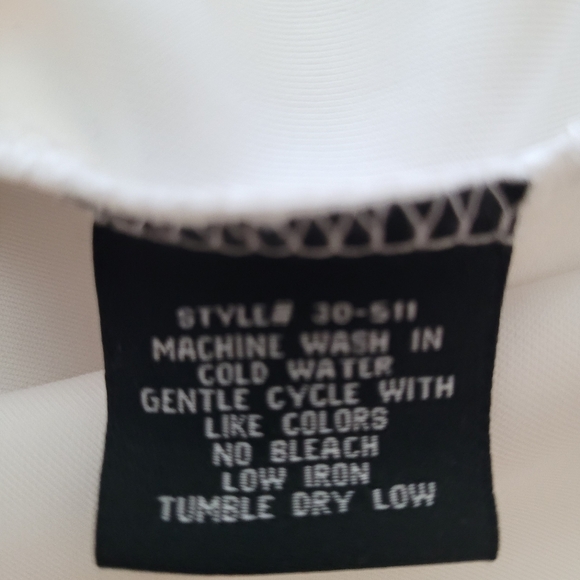 STYLE# 30-511
MACHINE WASH IN
COLD WATER
GENTLE CYCLE WITH
LIKE COLORS
NO BLEACH
LOW IRON
TUMBLE DRY LOW